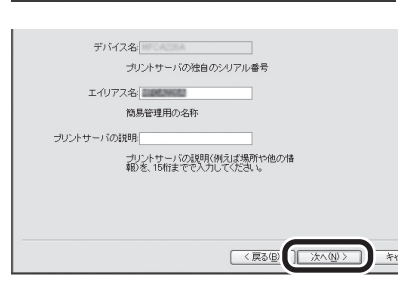 デバイス名
プリントサーバの独自のシリアル番号
エイリアス名
簡易管理用の名称
プリントサーバの説明
プリントサーバの説明(例えば場所や他の情
報)を、15桁までで入力してください。
< 戻る(B) 次へ(N) > キャ